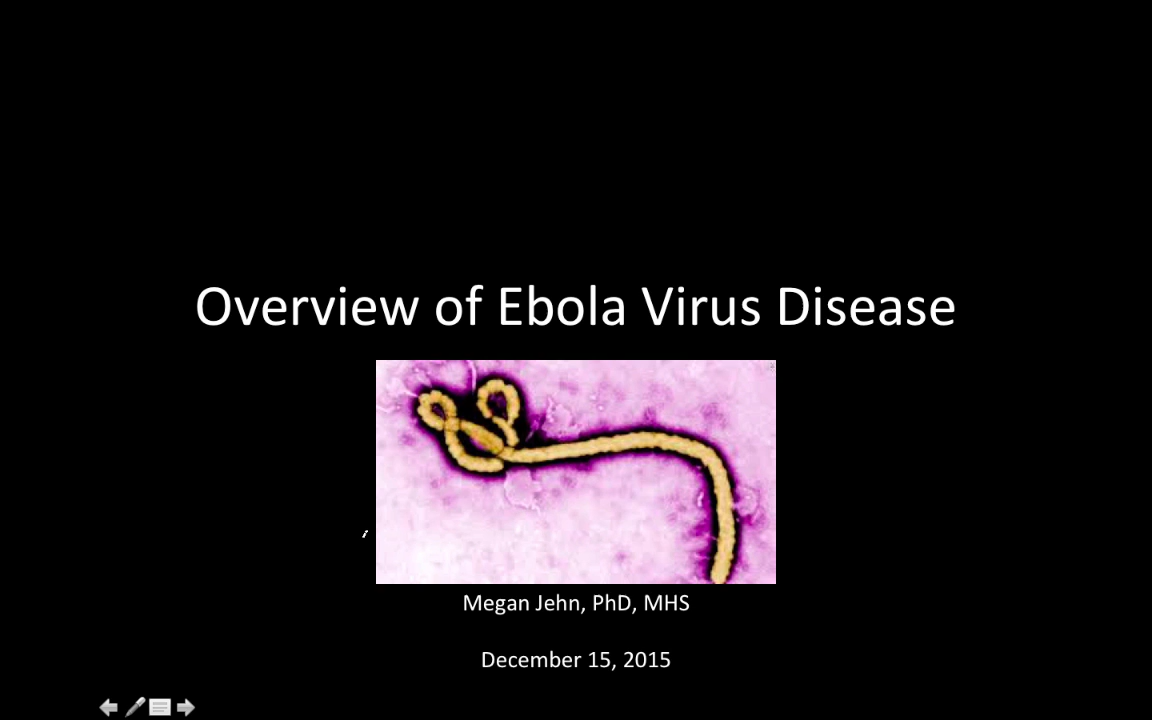 Overview of Ebola Virus Disease
Megan Jehn, PhD, MHS
December 15, 2015